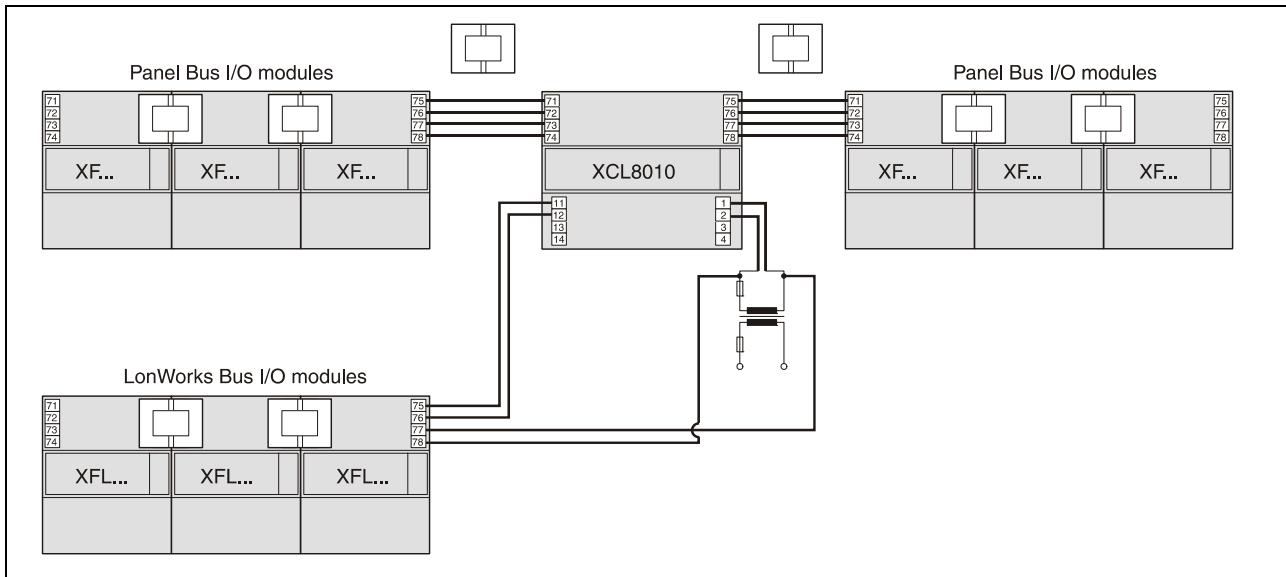 Panel Bus I/O modules
Panel Bus I/O modules
71 75 71 75 71 75
72 76 72 76 72 76
73 77 73 77 73 77
74 78 74 78 74 78
XF... XF... XF... XCL8010 XF... XF... XF...
11 1
12 2
13 3
14 4
LonWorks Bus I/O modules
71 75
72 76
73 77
74 78
XFL... XFL... XFL...